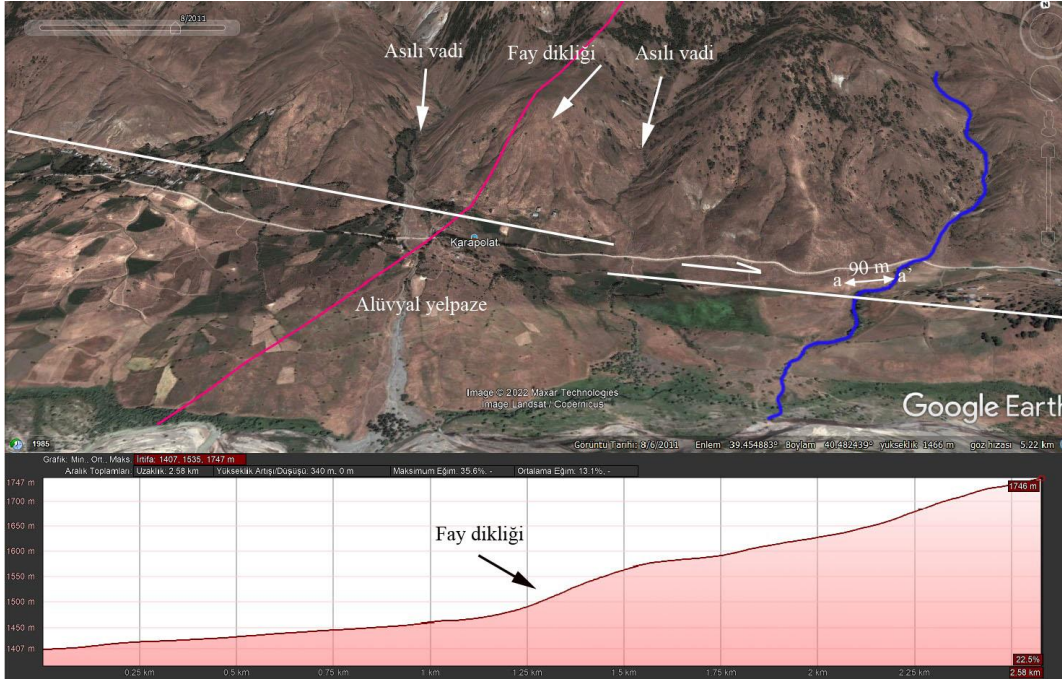 8/2011
N
Asılı vadi
Fay dikliği
Asılı vadi
Karapolat
a 90 m a'
Alüvyal yelpaze
Image © 2022 Maxar Technologies
Image Landsat / Copernicus
Google Earth
1985
Görüntü Tarihi: 8/6/2011 Enlem 39.454883° Boylam 40.482439° yükseklik 1466 m göz hizası 5.22 km
Grafik: Min., Ort., Maks. İrtifa: 1407, 1535, 1747 m
Aralık Toplamları: Uzaklık: 2.58 km Yükseklik Artışı/Düşüşü: 340 m, 0 m Maksimum Eğim: 35.6%, - Ortalama Eğim: 13.1%, -
1747 m
1746 m
1700 m
1650 m
1600 m
Fay dikliği
1550 m
1500 m
1450 m
1407 m
22.5%
0.25 km 0.5 km 0.75 km 1 km 1.25 km 1.5 km 1.75 km 2 km 2.25 km 2.58 km